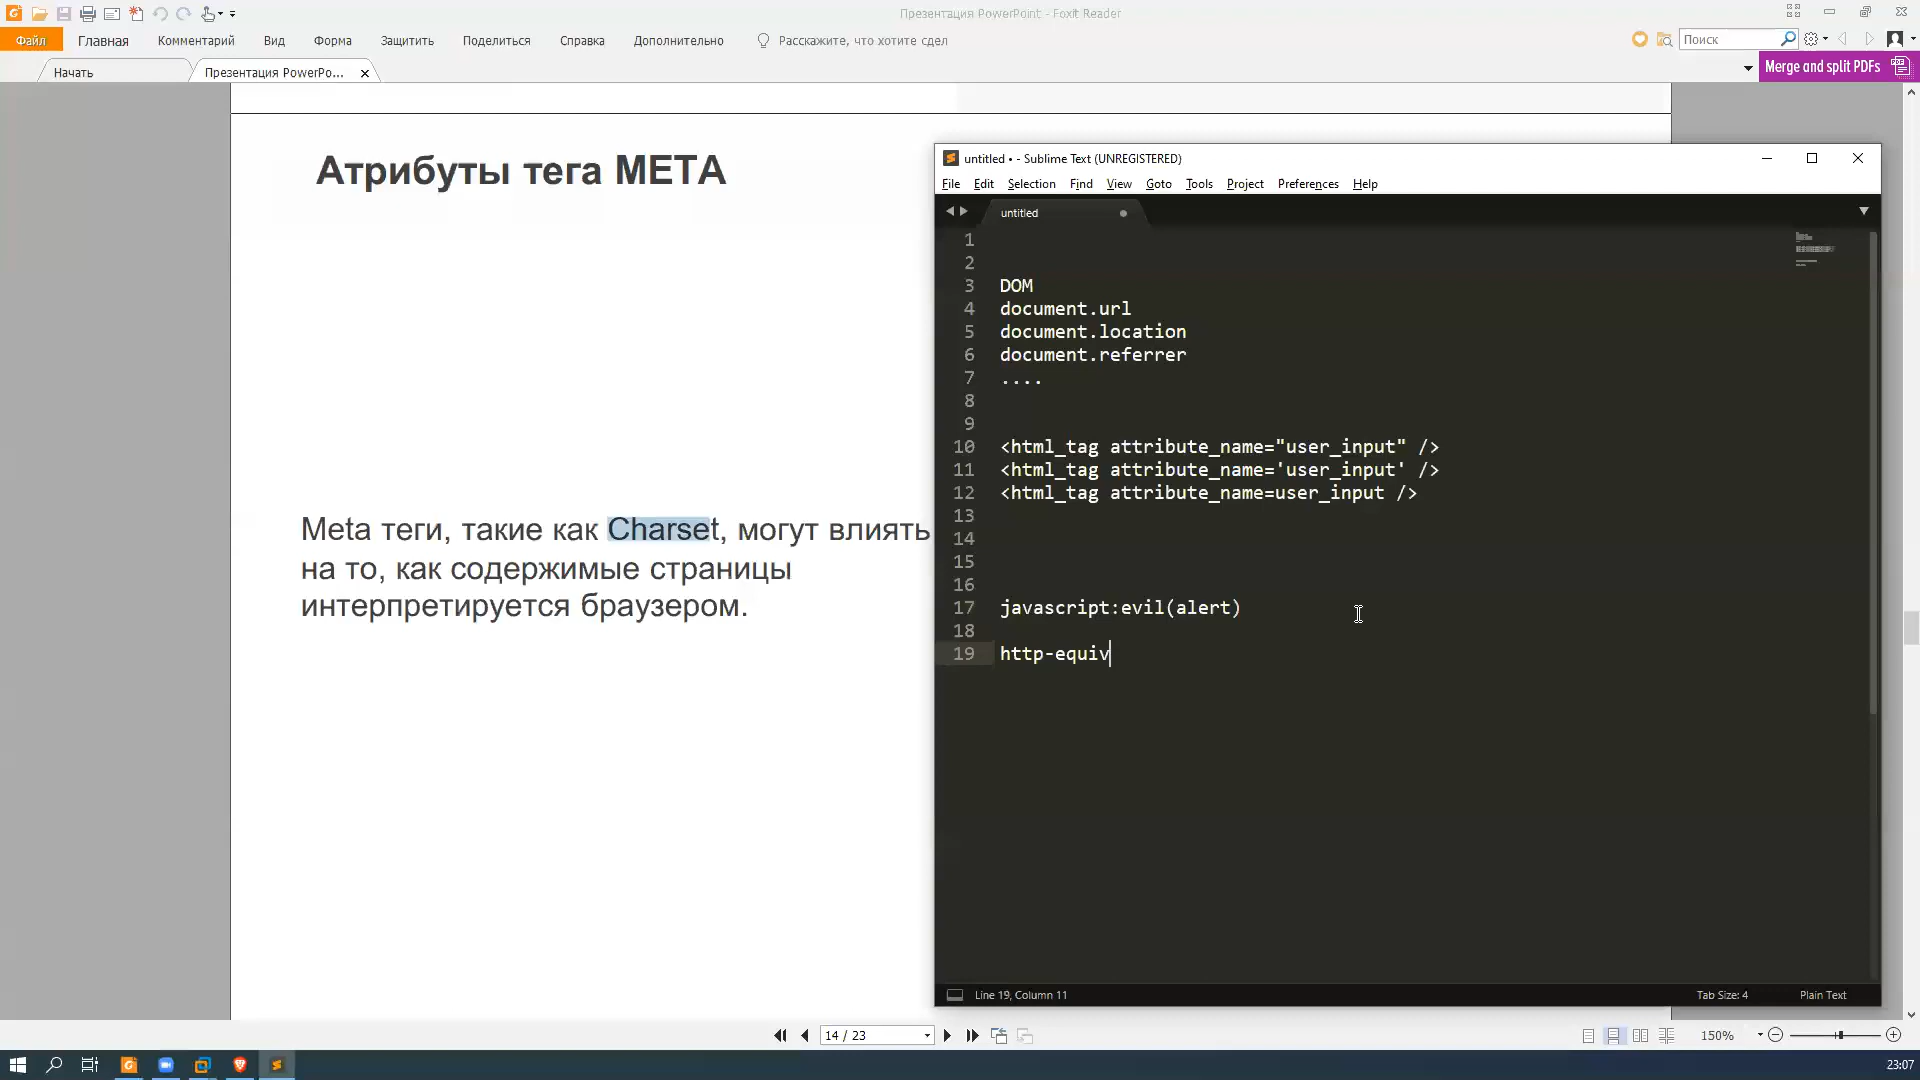 Презентация PowerPoint - Foxit Reader
Файл
Главная
Комментарий
Вид
Форма
Защитить
Поделиться
Справка
Дополнительно
Расскажите, что хотите сдел
Поиск
Начать
Презентация PowerPo...
Merge and split PDFs
Атрибуты тега META
Meta теги, такие как Charset, могут влиять
на то, как содержимые страницы
интерпретируется браузером.
untitled • - Sublime Text (UNREGISTERED)
File Edit Selection Find View Goto Tools Project Preferences Help
untitled
1
2
3 DOM
4 document.url
5 document.location
6 document.referrer
7 ....
8
9
10 <html_tag attribute_name="user_input" />
11 <html_tag attribute_name='user_input' />
12 <html_tag attribute_name=user_input />
13
14
15
16
17 javascript:evil(alert)
18
19 http-equiv
Line 19, Column 11
Tab Size: 4
Plain Text
14 / 23
150%
23:07